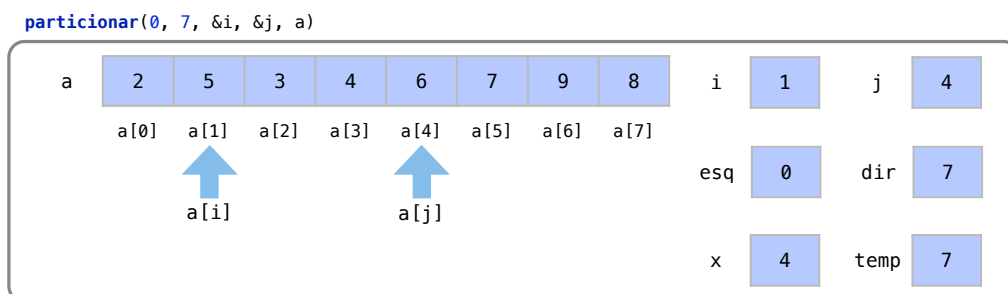 particionar(0, 7, &i, &j, a)
a 2 5 3 4 6 7 9 8 i 1 j 4
a[0] a[1] a[2] a[3] a[4] a[5] a[6] a[7]
esq 0 dir 7
a[i] a[j]
x 4 temp 7